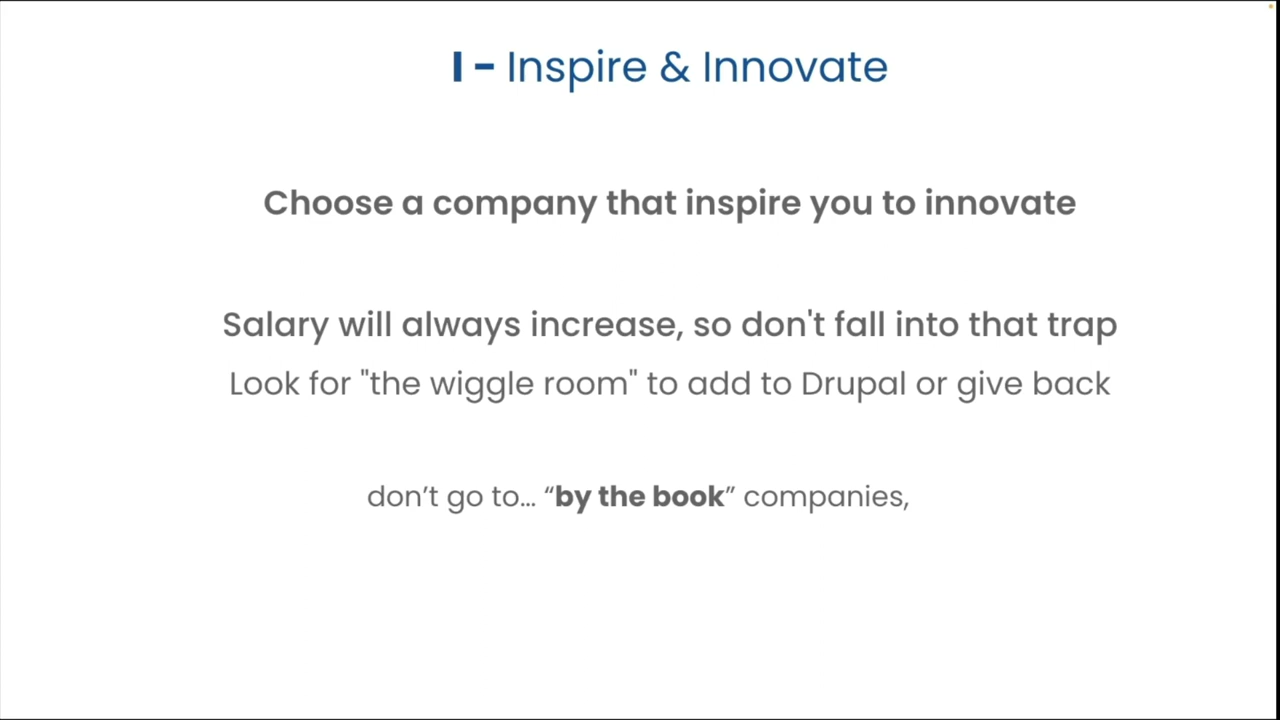 I - Inspire & Innovate
Choose a company that inspire you to innovate
Salary will always increase, so don't fall into that trap
Look for "the wiggle room" to add to Drupal or give back
don’t go to... “by the book” companies,